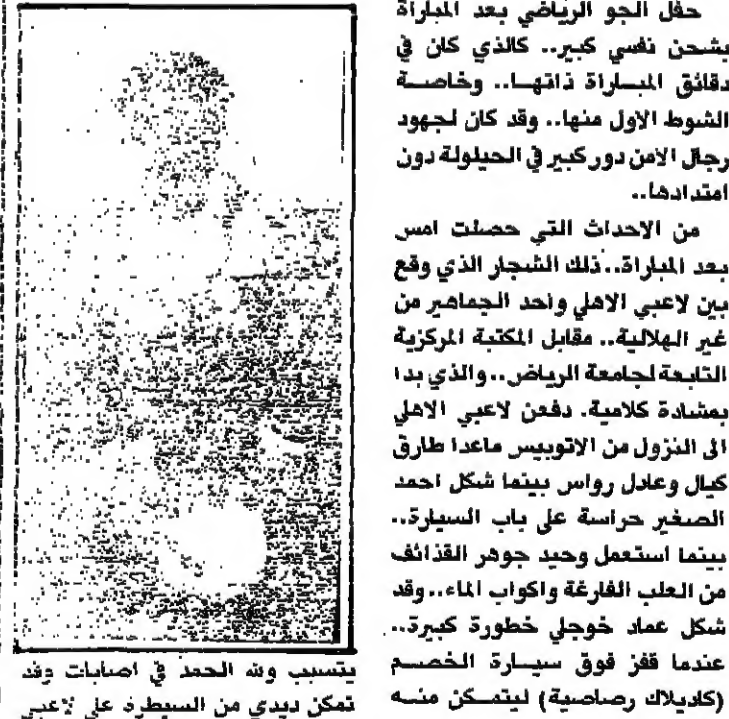 حفل الجو الرياضي بعد المباراة
بشحن نفسي كبير.. كالذي كان في
دقائق المباراة ذاتها.. وخاصة
الشوط الاول منها.. وقد كان لجهود
رجال الامن دور كبير في الحيلولة دون
امتدادها..
من الاحداث التي حصلت امس
بعد المباراة.. ذلك الشجار الذي وقع
بين لاعبي الاهلي واحد الجماهير من
غير الهلالية.. مقابل المكتبة المركزية
التابعة لجامعة الرياض.. والذي بدا
بمشادة كلامية. دفعن لاعبي الاهلي
الى النزول من الاتوبيس ماعدا طارق
كيال وعادل رواس بينما شكل احمد
الصغير حراسة على باب السيارة..
بينما استعمل وحيد جوهر القذائف
من العلب الفارغة واكواب الماء.. وقد
شكل عماد خوجلي خطورة كبيرة..
عندما قفز فوق سيارة الخصم
(كاديلاك رصاصية) ليتمكن منه
يتسبب ولله الحمد في اصابات وقد
تمكن ديدي من السيطرة على لاعبي